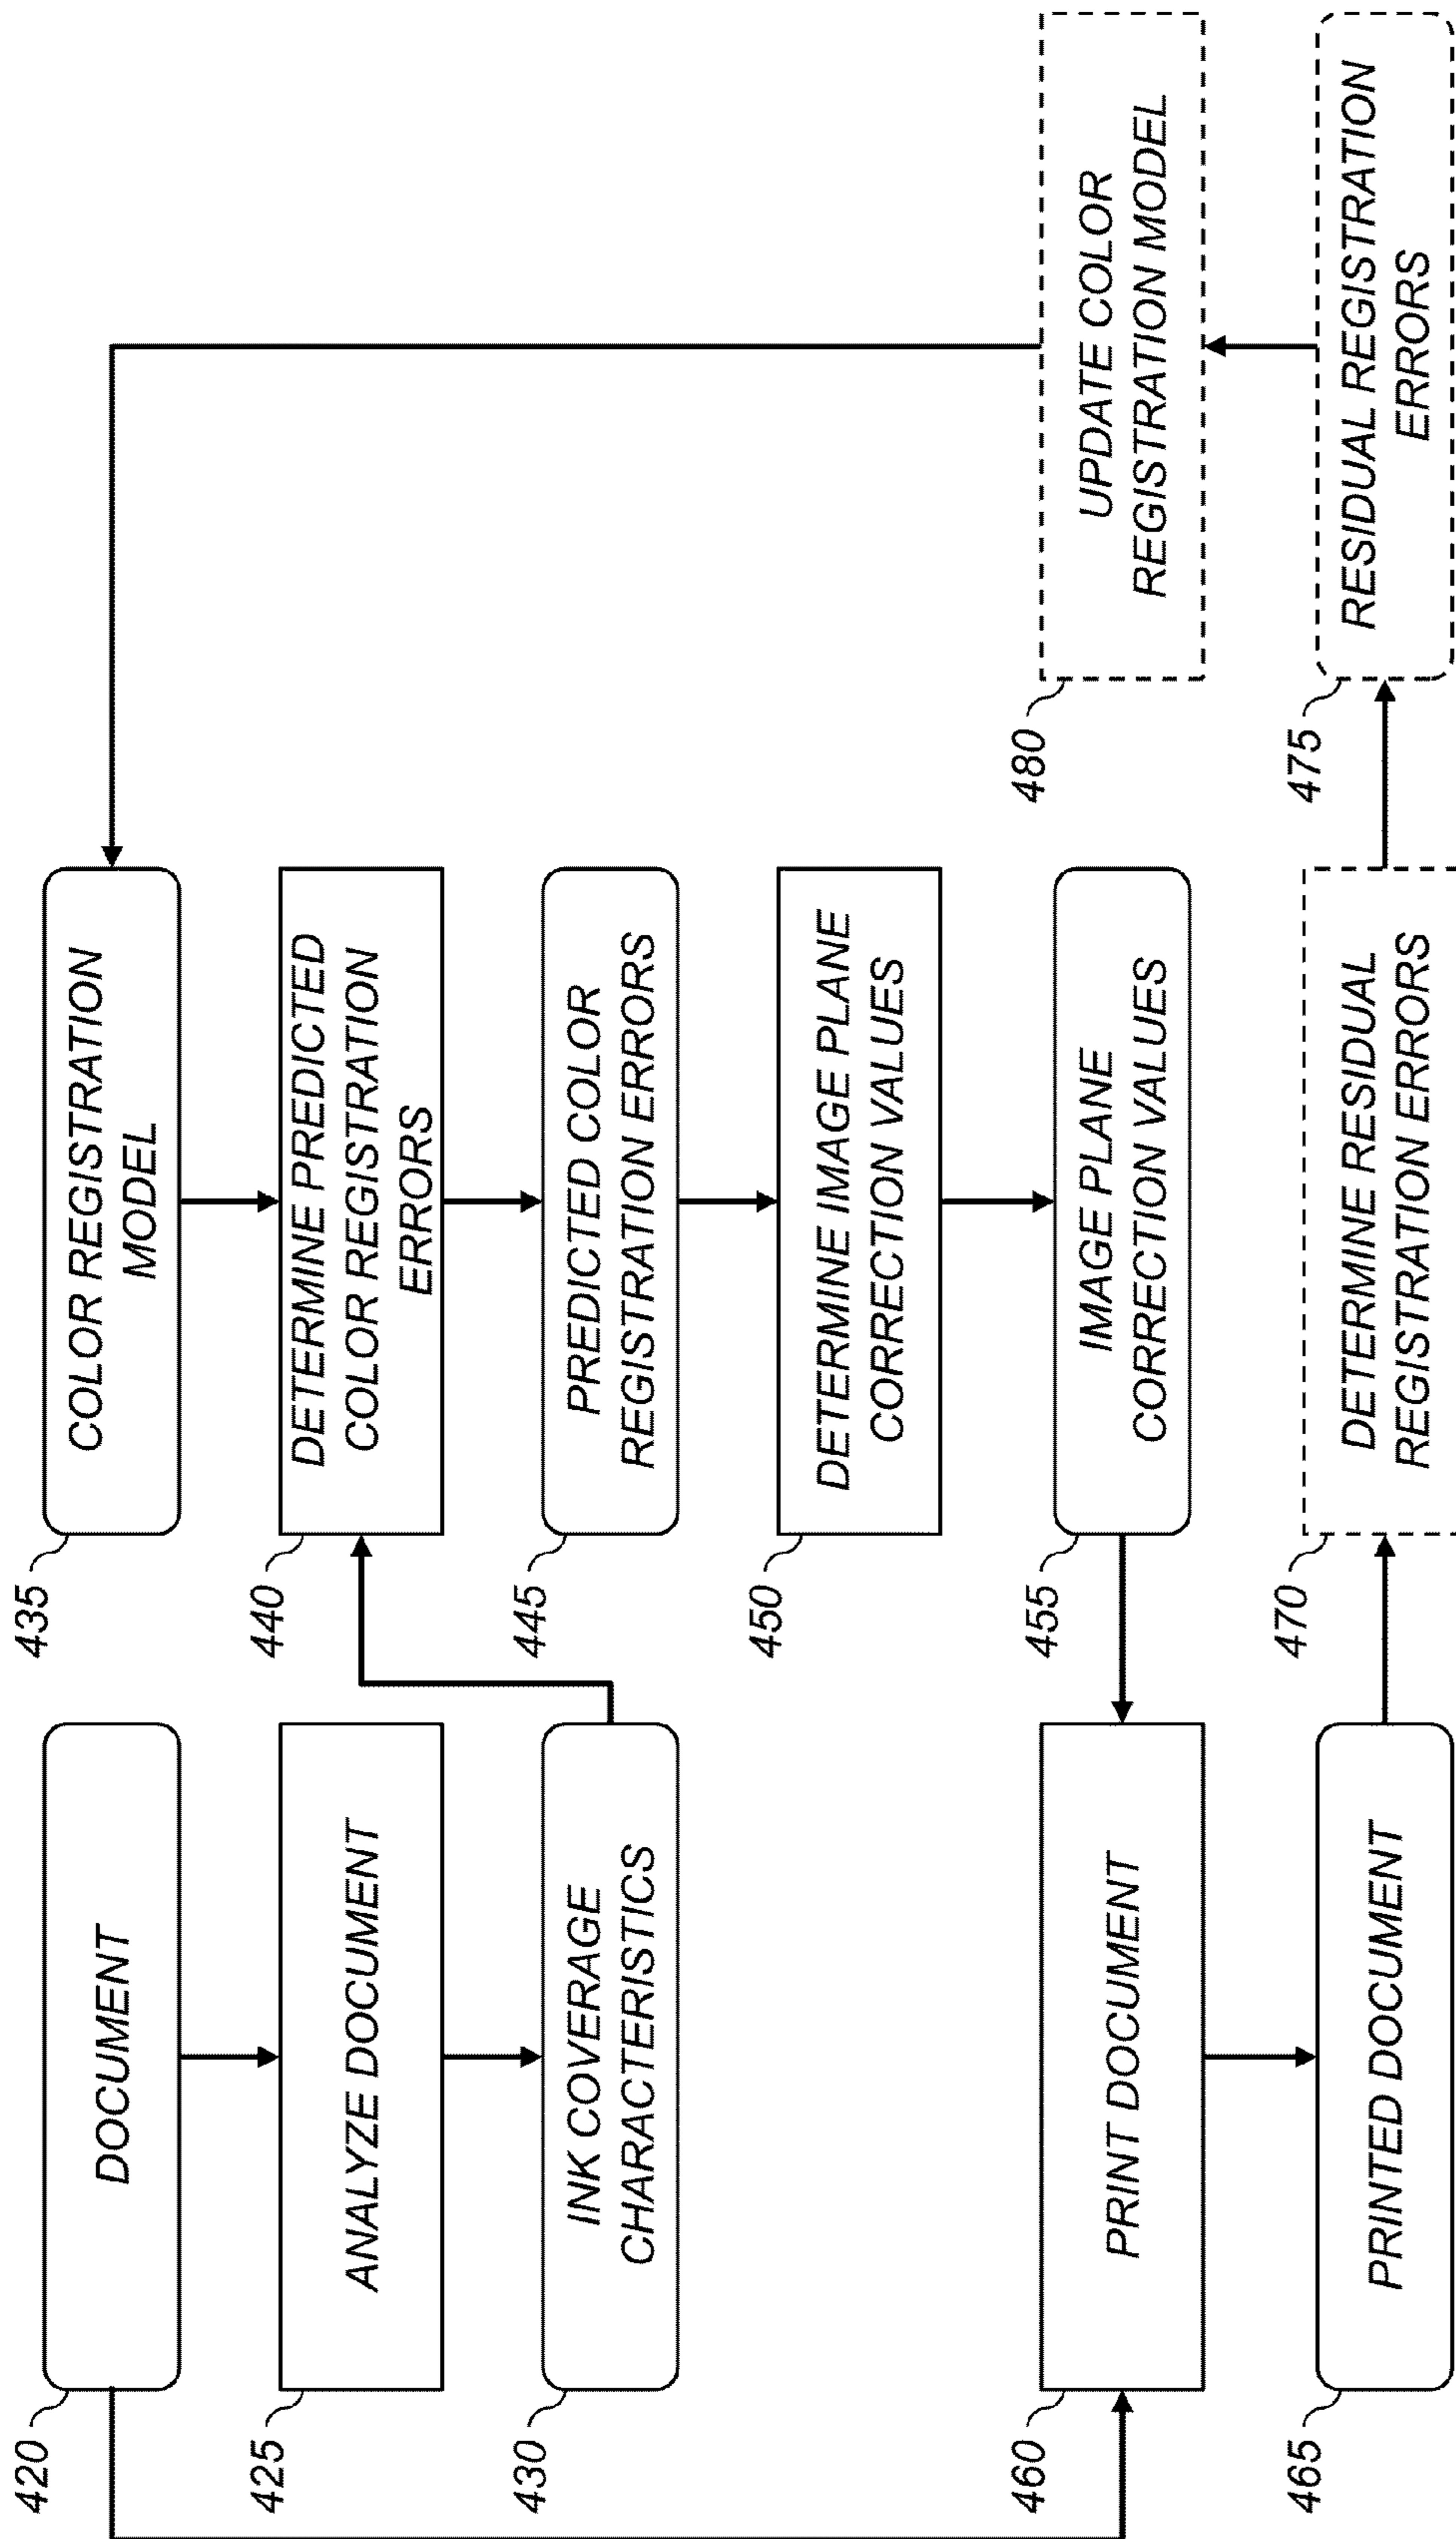 420
DOCUMENT
425
ANALYZE DOCUMENT
430
INK COVERAGE
CHARACTERISTICS
435
COLOR REGISTRATION
MODEL
440
DETERMINE PREDICTED
COLOR REGISTRATION
ERRORS
445
PREDICTED COLOR
REGISTRATION ERRORS
450
DETERMINE IMAGE PLANE
CORRECTION VALUES
455
IMAGE PLANE
CORRECTION VALUES
460
PRINT DOCUMENT
465
PRINTED DOCUMENT
470
DETERMINE RESIDUAL
REGISTRATION ERRORS
475
RESIDUAL REGISTRATION
ERRORS
480
UPDATE COLOR
REGISTRATION MODEL